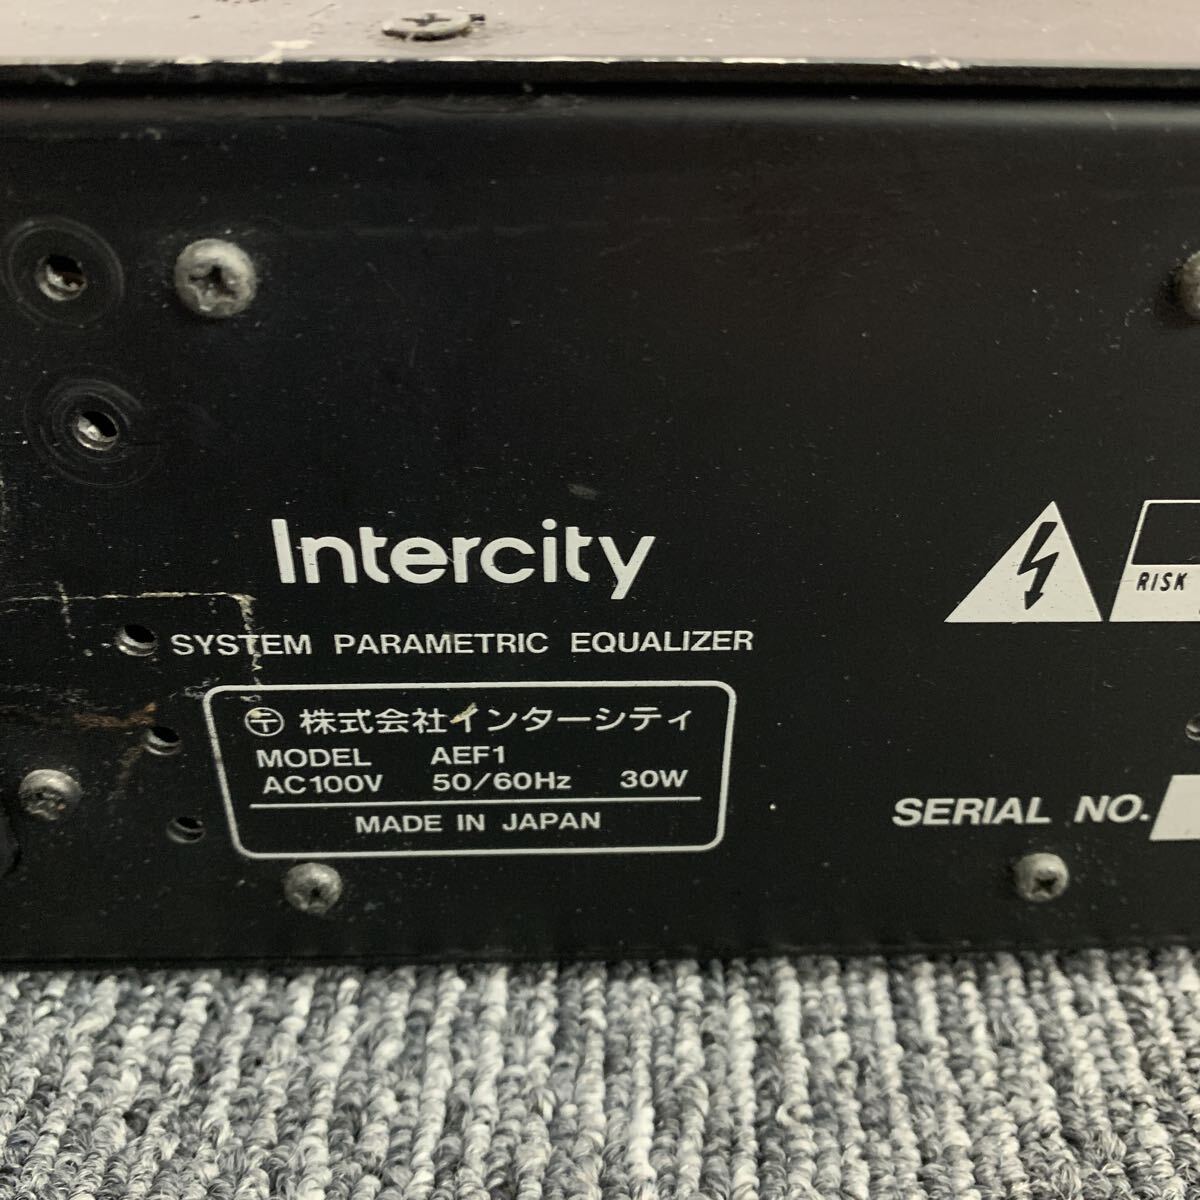 Intercity
SYSTEM PARAMETRIC EQUALIZER
〶 株式会社インターシティ
MODEL AEF1
AC100V 50/60Hz 30W
MADE IN JAPAN
RISK
SERIAL NO.